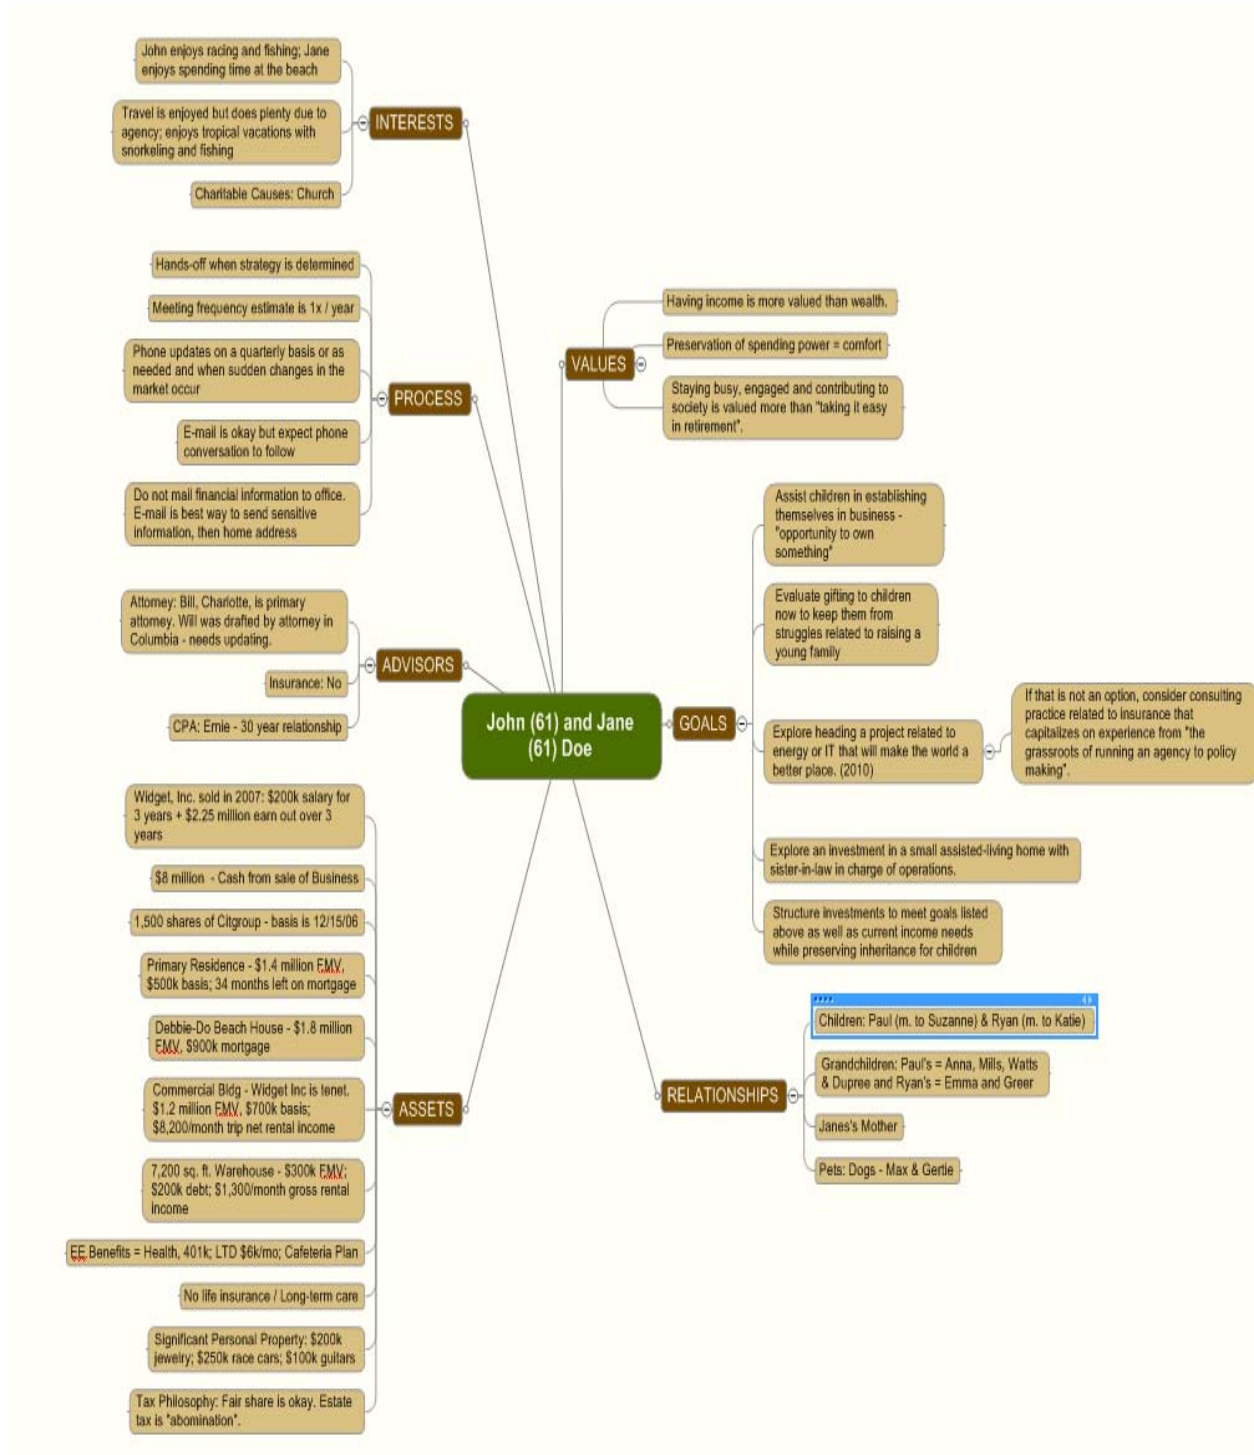 John enjoys racing and fishing; Jane
enjoys spending time at the beach
Travel is enjoyed but does plenty due to
agency; enjoys tropical vacations with
snorkeling and fishing
Charitable Causes: Church
INTERESTS
Hands-off when strategy is determined
Meeting frequency estimate is 1x / year
Phone updates on a quarterly basis or as
needed and when sudden changes in the
market occur
E-mail is okay but expect phone
conversation to follow
Do not mail financial information to office.
E-mail is best way to send sensitive
information, then home address
PROCESS
Attorney: Bill, Charlotte, is primary
attorney. Will was drafted by attorney in
Columbia - needs updating.
Insurance: No
CPA: Ernie - 30 year relationship
ADVISORS
John (61) and Jane
(61) Doe
Widget, Inc. sold in 2007: $200k salary for
3 years + $2.25 million earn out over 3
years
$8 million - Cash from sale of Business
1,500 shares of Citgroup - basis is 12/15/06
Primary Residence - $1.4 million FMV,
$500k basis; 34 months left on mortgage
Debbie-Do Beach House - $1.8 million
FMV, $900k mortgage
Commercial Bldg - Widget Inc is tenet.
$1.2 million FMV, $700k basis;
$8,200/month trip net rental income
7,200 sq. ft. Warehouse - $300k FMV;
$200k debt; $1,300/month gross rental
income
EE Benefits = Health, 401k; LTD $6k/mo; Cafeteria Plan
No life insurance / Long-term care
Significant Personal Property: $200k
jewelry; $250k race cars; $100k guitars
Tax Philosophy: Fair share is okay. Estate
tax is "abomination".
ASSETS
VALUES
Having income is more valued than wealth.
Preservation of spending power = comfort
Staying busy, engaged and contributing to
society is valued more than "taking it easy
in retirement".
GOALS
Assist children in establishing
themselves in business -
"opportunity to own
something"
Evaluate gifting to children
now to keep them from
struggles related to raising a
young family
Explore heading a project related to
energy or IT that will make the world a
better place. (2010)
If that is not an option, consider consulting
practice related to insurance that
capitalizes on experience from "the
grassroots of running an agency to policy
making".
Explore an investment in a small assisted-living home with
sister-in-law in charge of operations.
Structure investments to meet goals listed
above as well as current income needs
while preserving inheritance for children
RELATIONSHIPS
Children: Paul (m. to Suzanne) & Ryan (m. to Katie)
Grandchildren: Paul's = Anna, Mills, Watts
& Dupree and Ryan's = Emma and Greer
Janes's Mother
Pets: Dogs - Max & Gertie